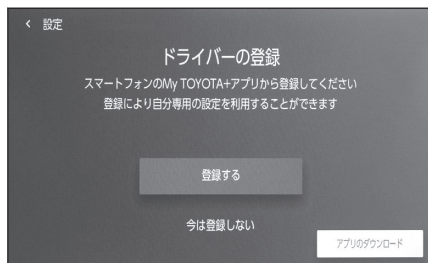 < 設定
ドライバーの登録
スマートフォンのMy TOYOTA+アプリから登録してください
登録により自分専用の設定を利用することができます
登録する
今は登録しない
アプリのダウンロード